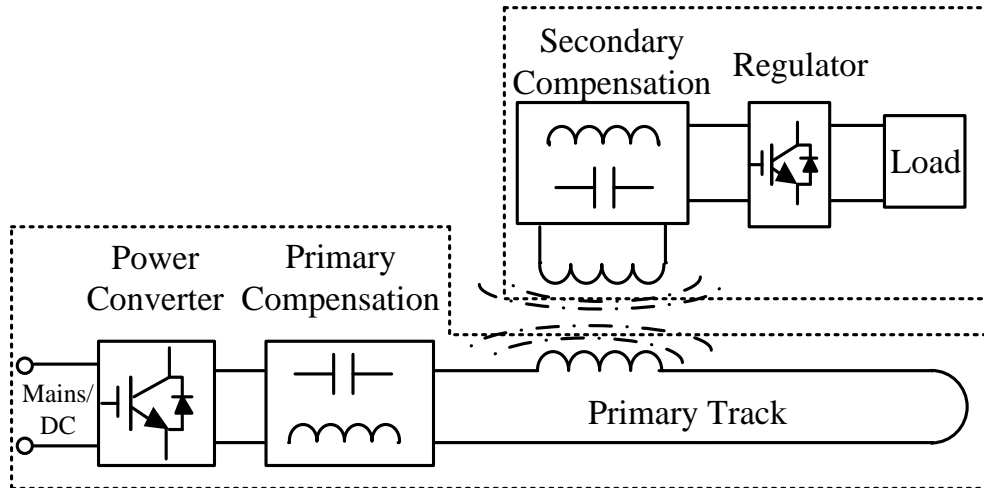 Secondary
Compensation
Regulator
Load
Power
Converter
Primary
Compensation
Mains/
DC
Primary Track